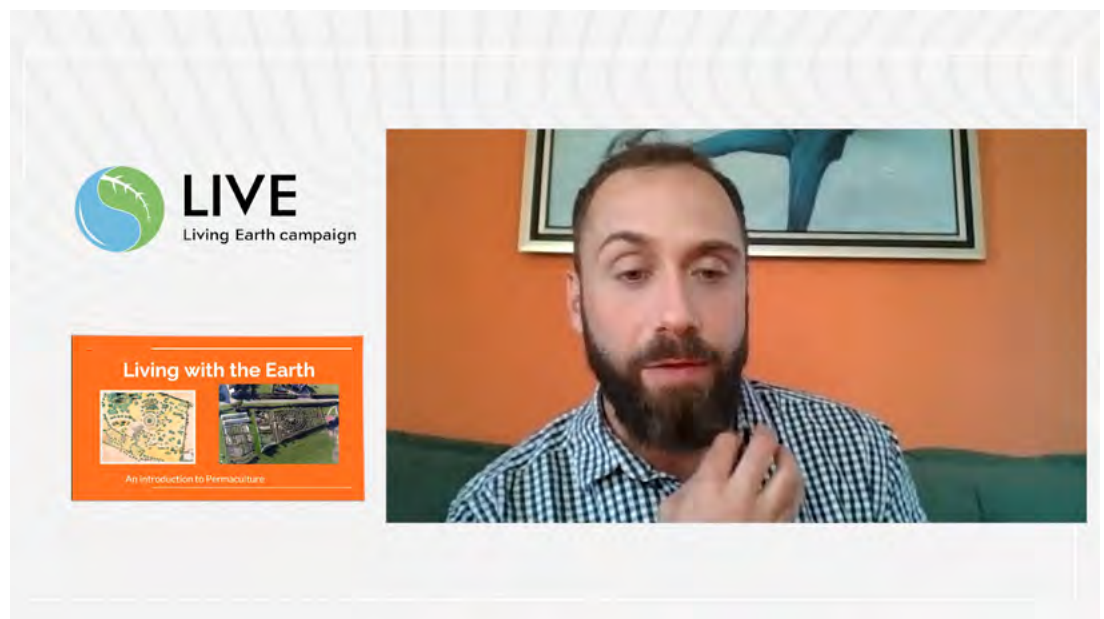 LIVE
Living Earth campaign
Living with the Earth
An introduction to Permaculture